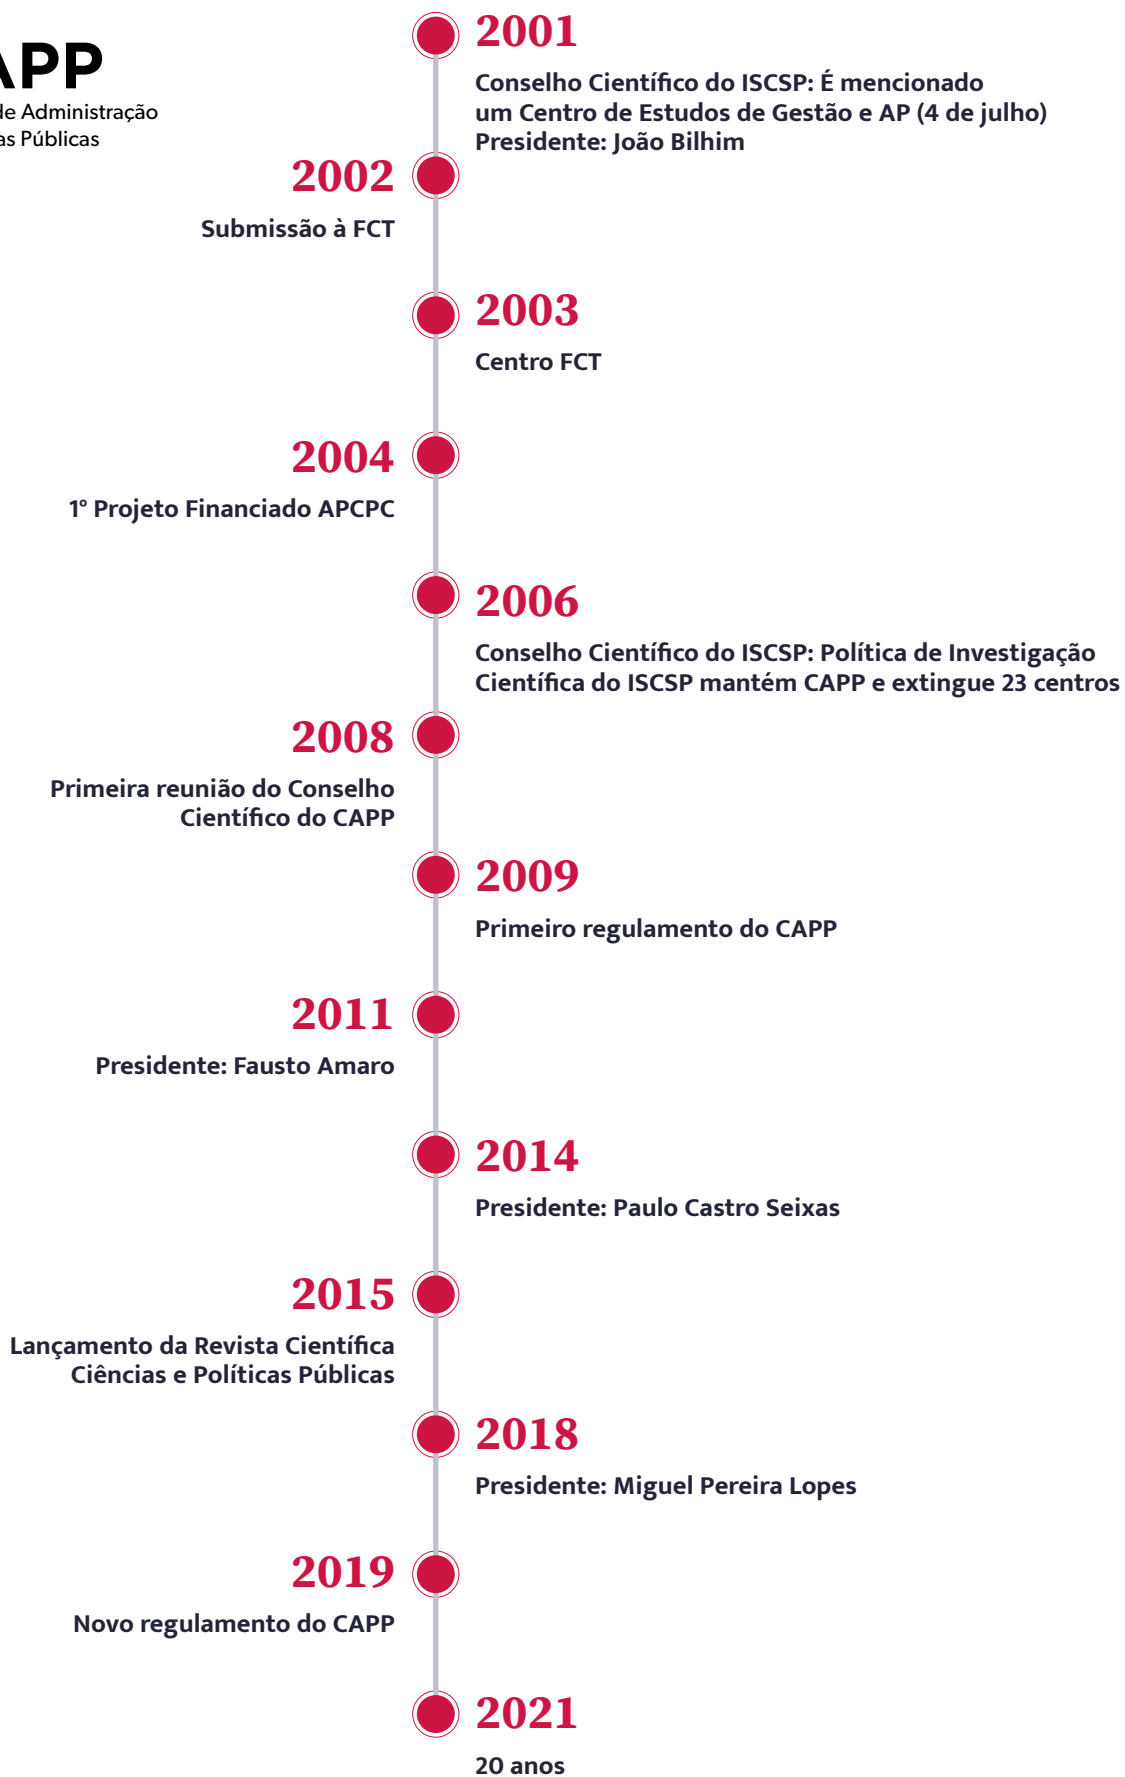 APP
de Administração
as Públicas
2001
Conselho Científico do ISCSP: É mencionado
um Centro de Estudos de Gestão e AP (4 de julho)
Presidente: João Bilhim
2002
Submissão à FCT
2003
Centro FCT
2004
1º Projeto Financiado APCPC
2006
Conselho Científico do ISCSP: Política de Investigação
Científica do ISCSP mantém CAPP e extingue 23 centros
2008
Primeira reunião do Conselho
Científico do CAPP
2009
Primeiro regulamento do CAPP
2011
Presidente: Fausto Amaro
2014
Presidente: Paulo Castro Seixas
2015
Lançamento da Revista Científica
Ciências e Políticas Públicas
2018
Presidente: Miguel Pereira Lopes
2019
Novo regulamento do CAPP
2021
20 anos